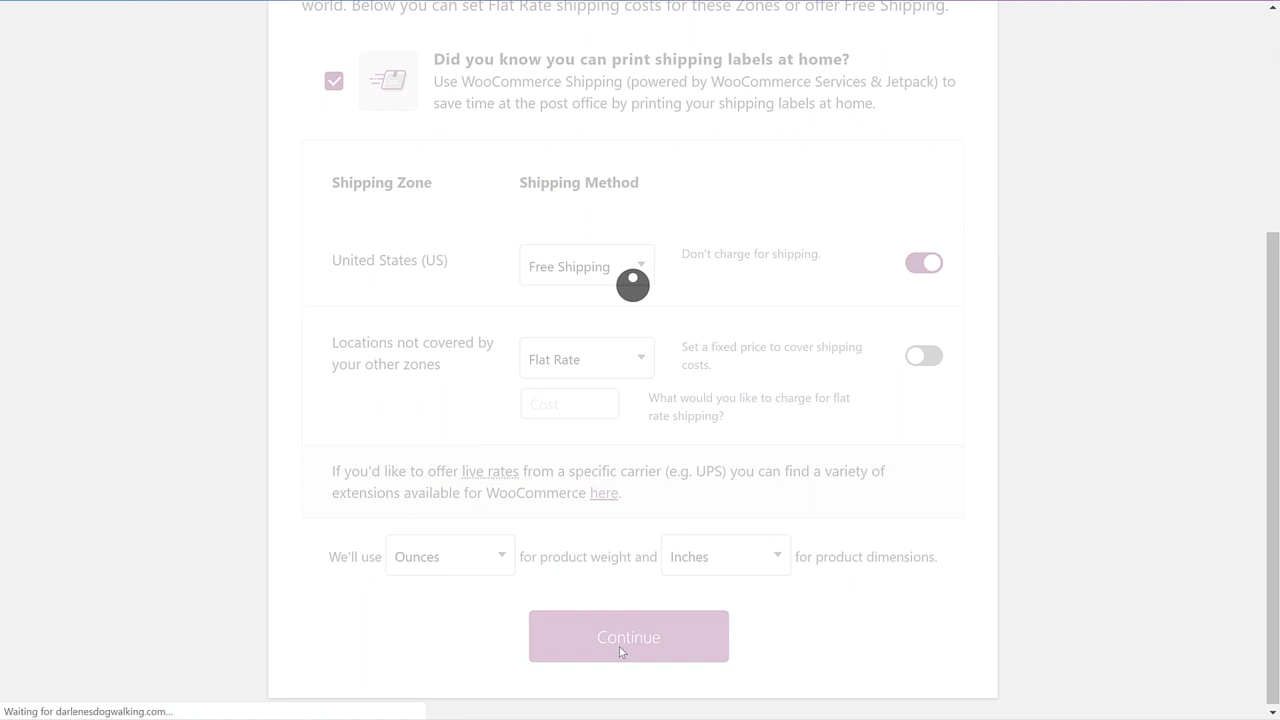 world. Below you can set Flat Rate shipping costs for these Zones or offer Free Shipping.
Did you know you can print shipping labels at home?
Use WooCommerce Shipping (powered by WooCommerce Services & Jetpack) to
save time at the post office by printing your shipping labels at home.
Shipping Zone Shipping Method
United States (US) Free Shipping Don't charge for shipping.
Locations not covered by
your other zones
Flat Rate
Set a fixed price to cover shipping
costs.
Cost
What would you like to charge for flat
rate shipping?
If you'd like to offer live rates from a specific carrier (e.g. UPS) you can find a variety of
extensions available for WooCommerce here.
We'll use Ounces for product weight and Inches for product dimensions.
Continue
Waiting for darlenesdogwalking.com...